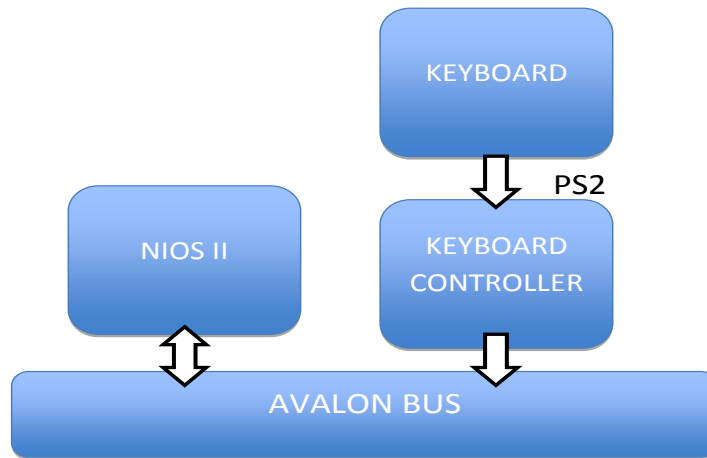 KEYBOARD
PS2
NIOS II
KEYBOARD
CONTROLLER
AVALON BUS